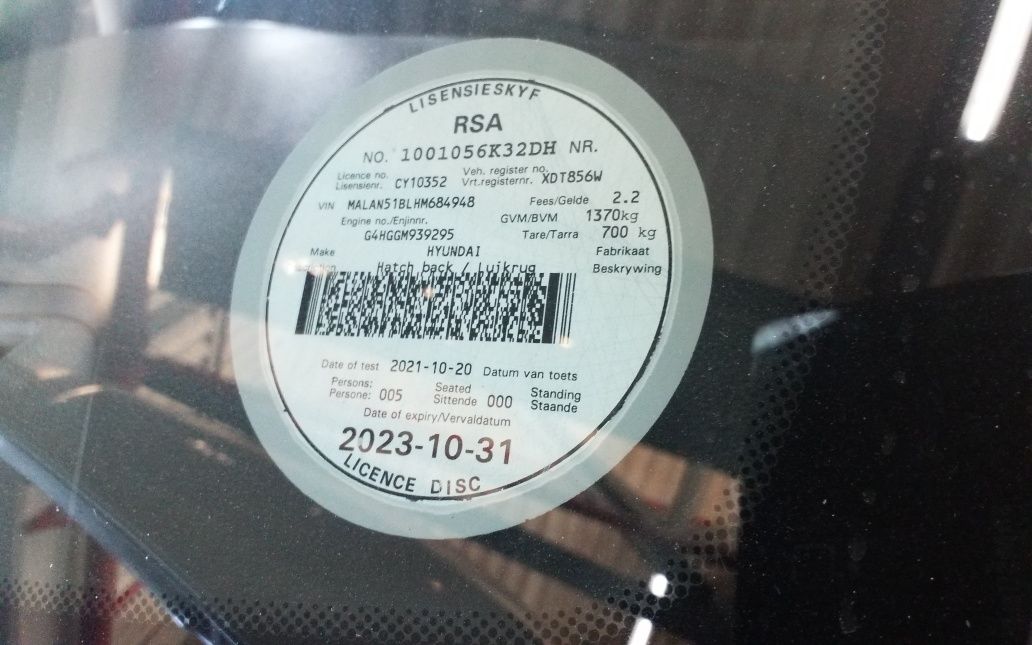 LISENSIESKYF
RSA
NO. 1001056K32DH NR.
Licence no. Veh. register no.
Lisensienr. CY10352 Vrt.registernr. XDT856W
VIN MALAN51BLHM684948 Fees/Gelde 2.2
Engine no./Enjinnr. GVM/BVM 1370kg
G4HGGM939295 Tare/Tarra 700 kg
Make HYUNDAI Fabrikaat
Hatch back / Luikrug Beskrywing
Date of test 2021-10-20 Datum van toets
Persons: Seated Standing
Persone: 005 Sittende 000 Staande
Date of expiry/Vervaldatum
2023-10-31
LICENCE DISC